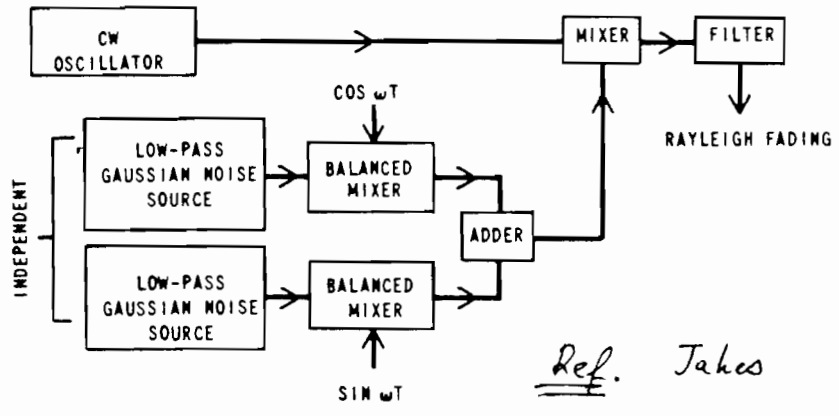 CW
OSCILLATOR
MIXER
FILTER
RAYLEIGH FADING
COS ωT
INDEPENDENT
LOW-PASS
GAUSSIAN NOISE
SOURCE
BALANCED
MIXER
ADDER
LOW-PASS
GAUSSIAN NOISE
SOURCE
BALANCED
MIXER
SIN ωT
Ref. Jakes